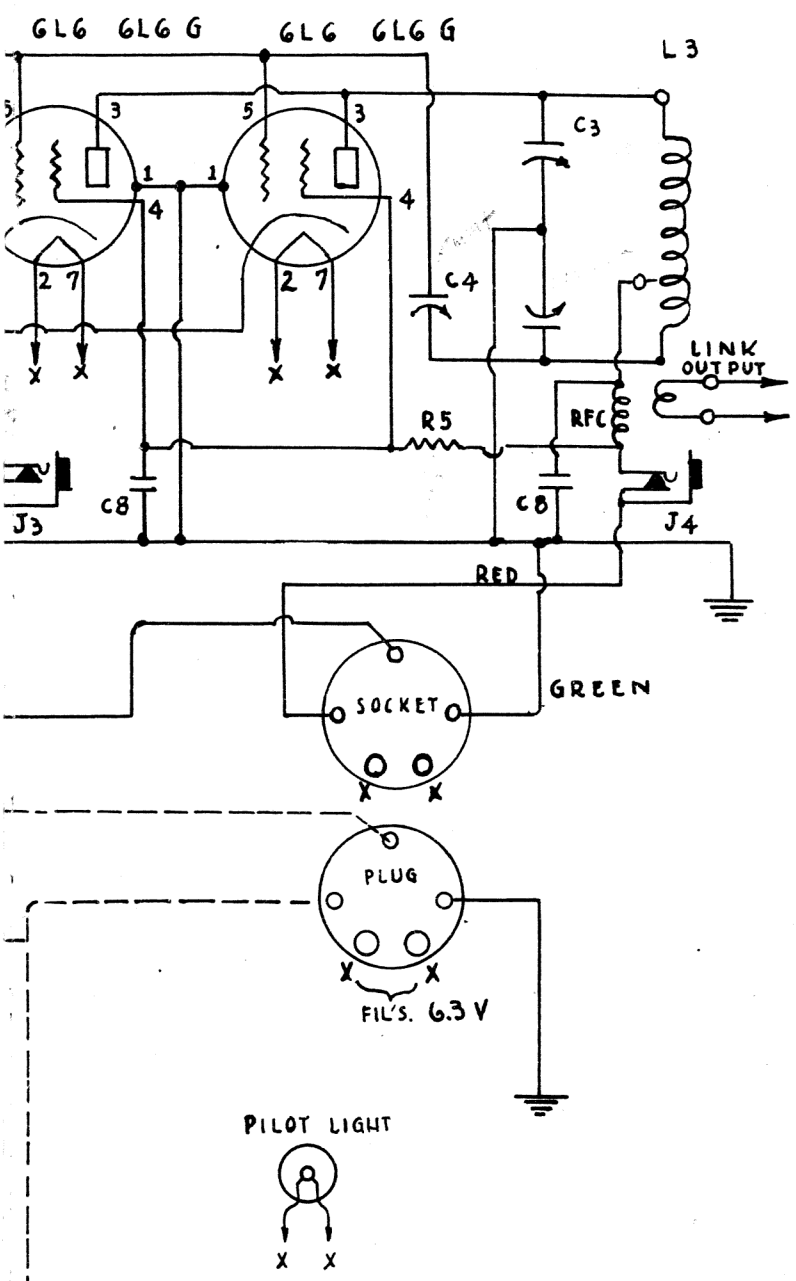 6L6 6L6 G 6L6 6L6 G
L3
5 3 5 3
C3
1 1
4 4
2 7 2 7
C4
X X X X
LINK
OUTPUT
R5
RFC
C8
C8
J3
J4
RED
GREEN
SOCKET
X X
PLUG
X X
FIL'S. 6.3 V
PILOT LIGHT
X X